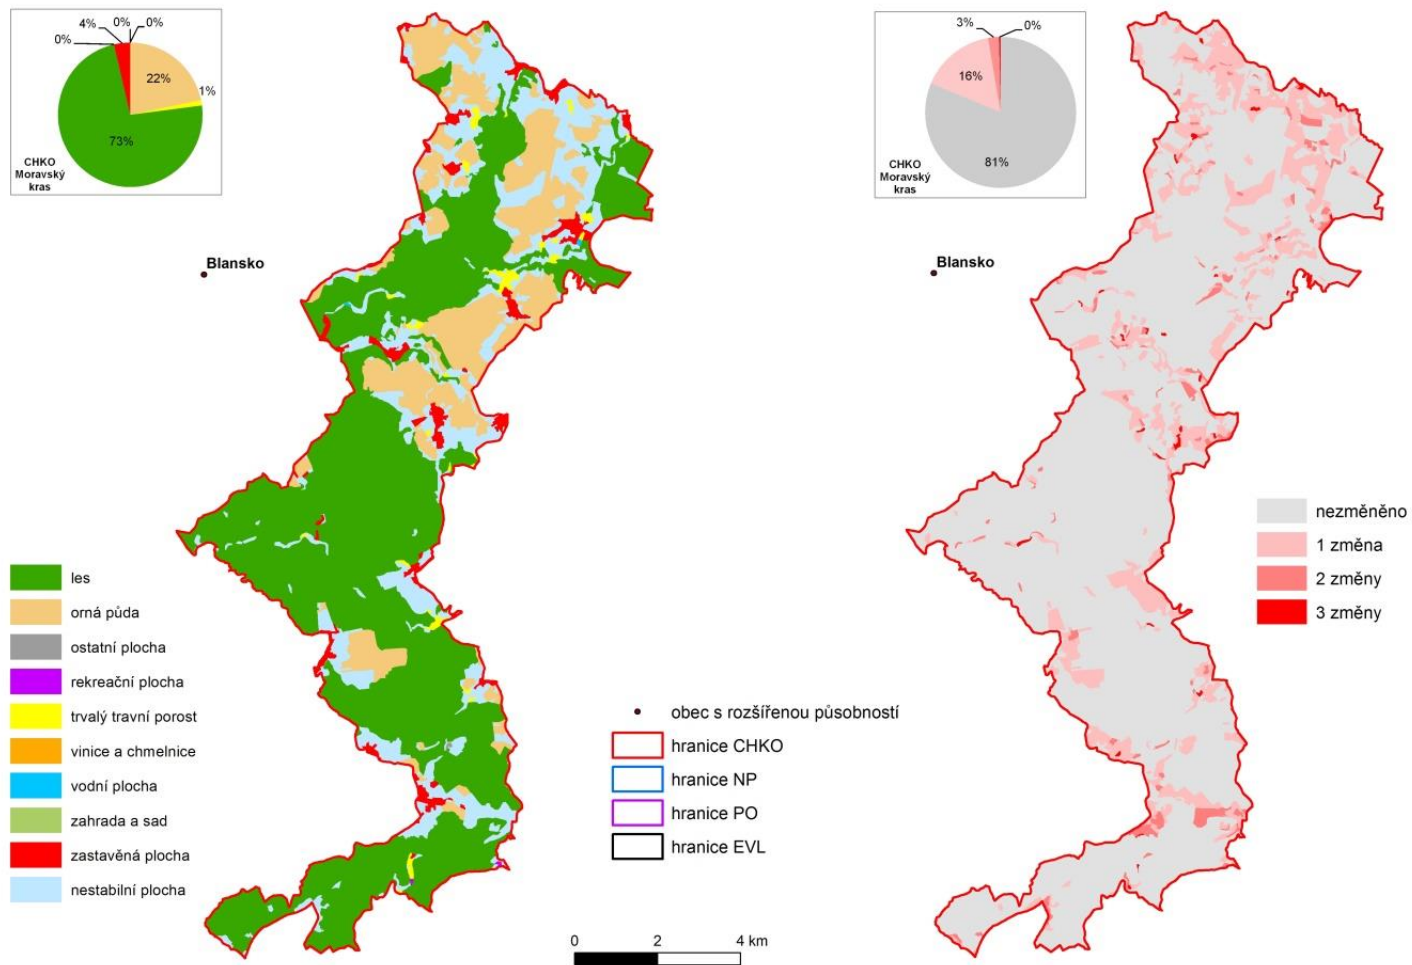 4%
0%
0%
0%
22%
1%
73%
CHKO
Moravský
kras
3%
0%
16%
81%
CHKO
Moravský
kras
Blansko
Blansko
les
orná půda
ostatní plocha
rekreační plocha
trvalý travní porost
vinice a chmelnice
vodní plocha
zahrada a sad
zastavěná plocha
nestabilní plocha
obec s rozšířenou působností
hranice CHKO
hranice NP
hranice PO
hranice EVL
0 2 4 km
nezměněno
1 změna
2 změny
3 změny